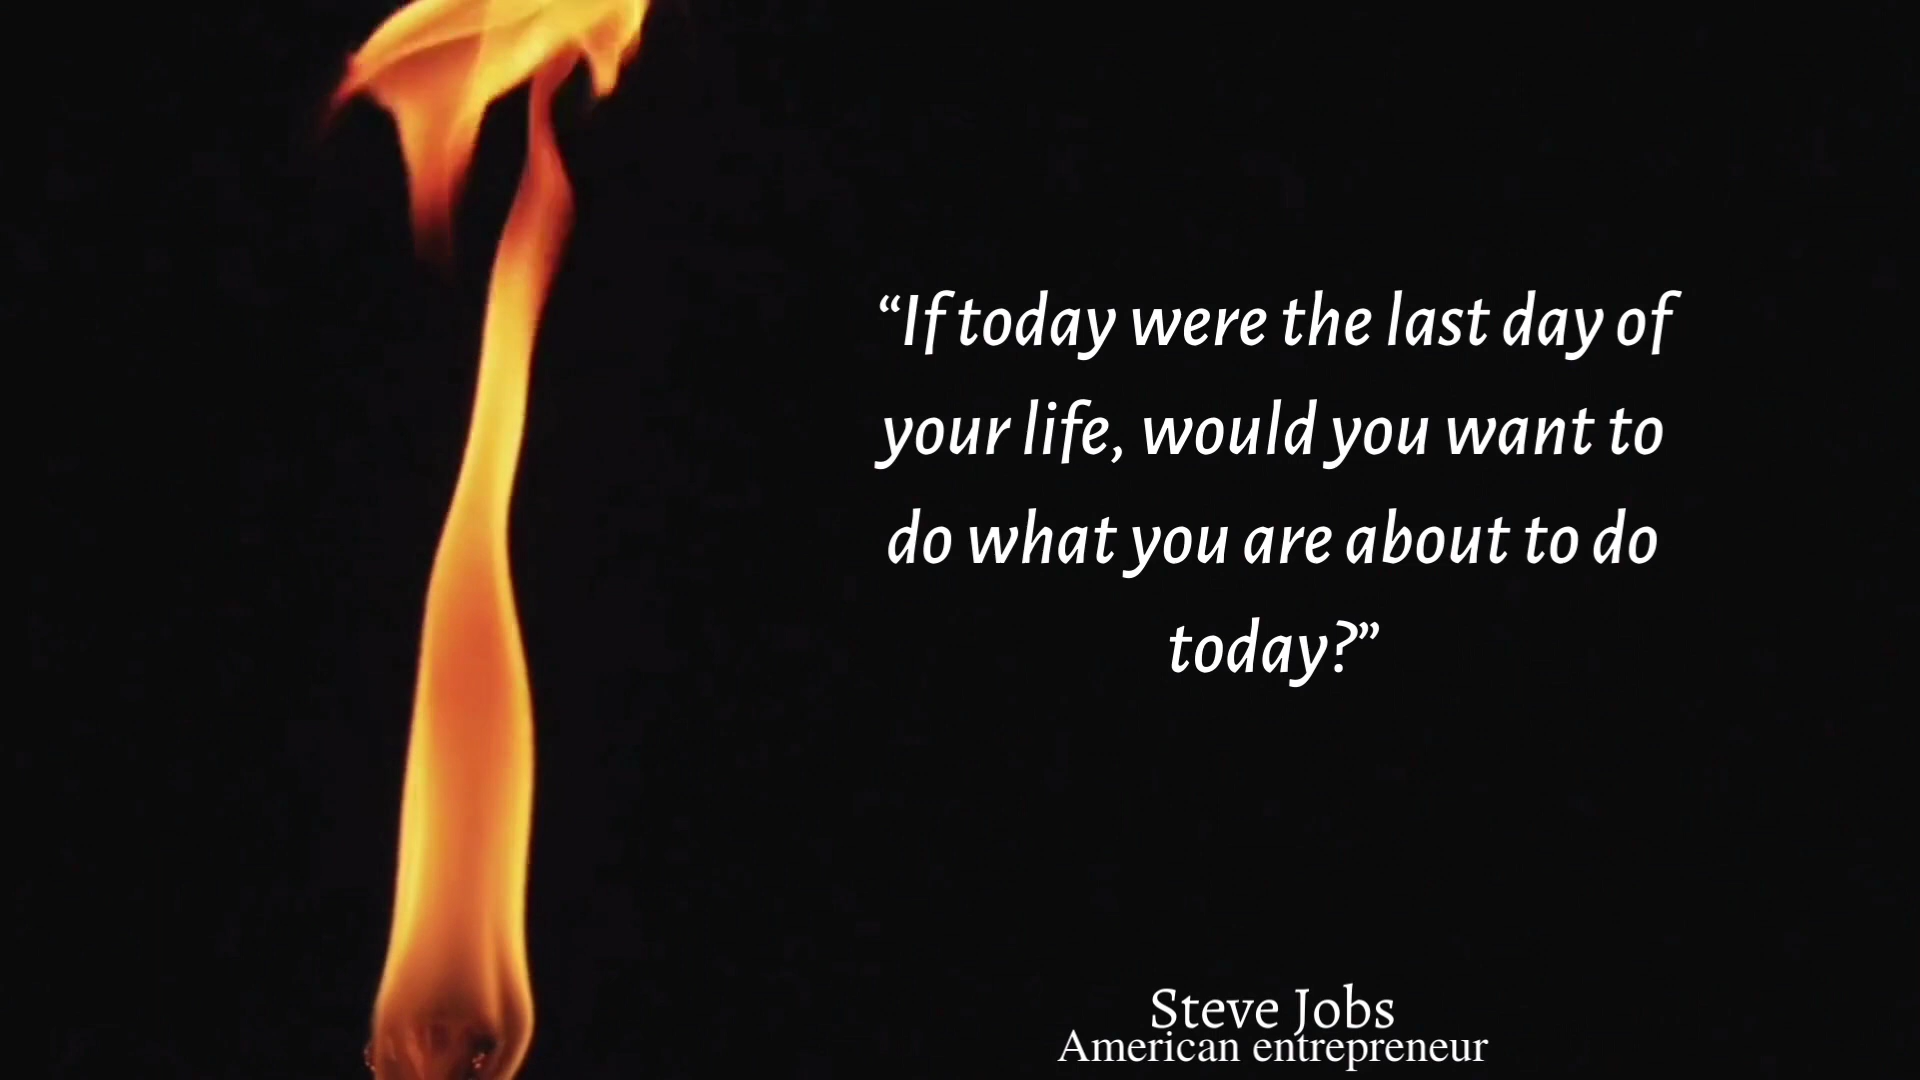 “If today were the last day of
your life, would you want to
do what you are about to do
today?”
Steve Jobs
American entrepreneur